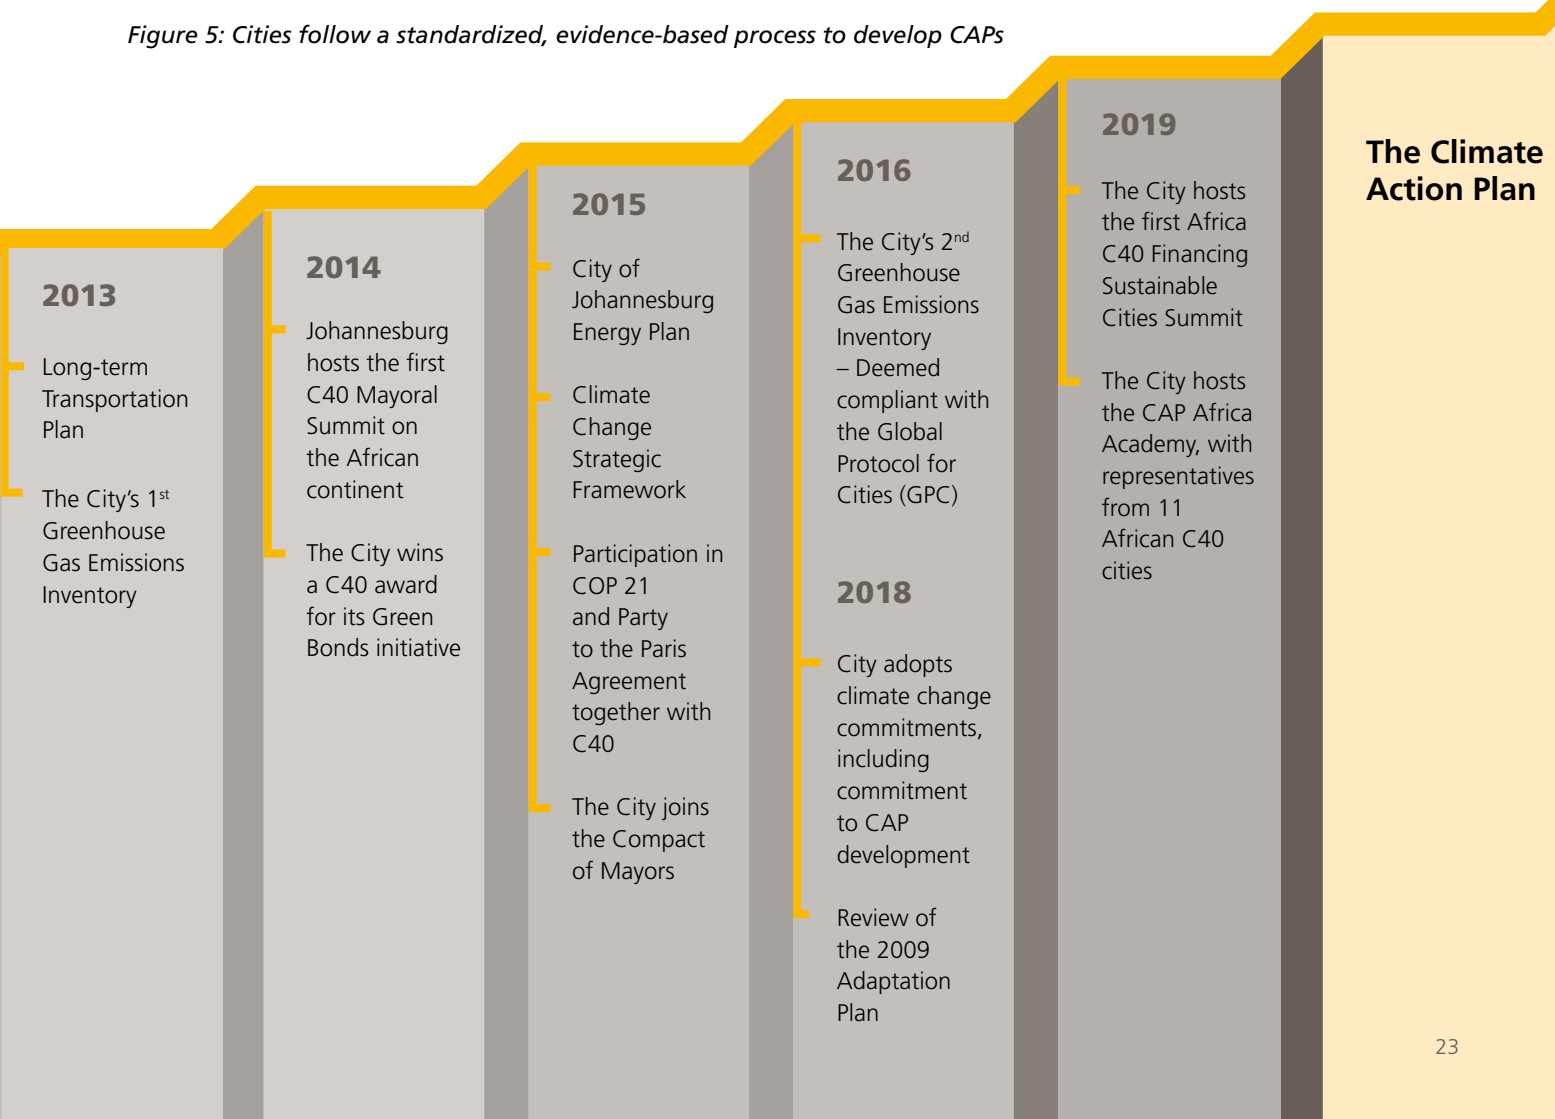 Figure 5: Cities follow a standardized, evidence-based process to develop CAPs
2013
Long-term
Transportation
Plan
The City’s 1st
Greenhouse
Gas Emissions
Inventory
2014
Johannesburg
hosts the first
C40 Mayoral
Summit on
the African
continent
The City wins
a C40 award
for its Green
Bonds initiative
2015
City of
Johannesburg
Energy Plan
Climate
Change
Strategic
Framework
Participation in
COP 21
and Party
to the Paris
Agreement
together with
C40
The City joins
the Compact
of Mayors
2016
The City’s 2nd
Greenhouse
Gas Emissions
Inventory
– Deemed
compliant with
the Global
Protocol for
Cities (GPC)
2018
City adopts
climate change
commitments,
including
commitment
to CAP
development
Review of
the 2009
Adaptation
Plan
2019
The City hosts
the first Africa
C40 Financing
Sustainable
Cities Summit
The City hosts
the CAP Africa
Academy, with
representatives
from 11
African C40
cities
The Climate
Action Plan
23